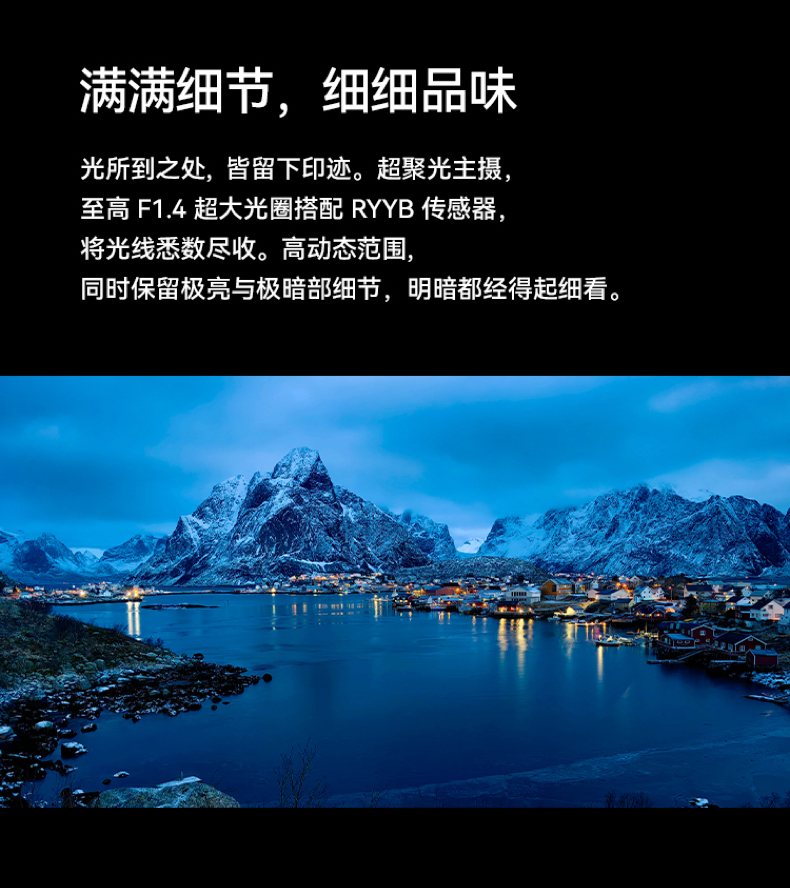 满满细节，细细品味
光所到之处, 皆留下印迹。超聚光主摄，
至高 F1.4 超大光圈搭配 RYYB 传感器，
将光线悉数尽收。高动态范围,
同时保留极亮与极暗部细节，明暗都经得起细看。